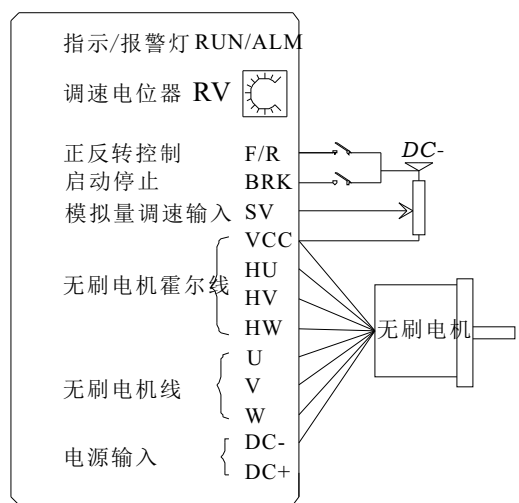 指示/报警灯 RUN/ALM
调速电位器 RV
正反转控制 F/R
DC-
启动停止 BRK
模拟量调速输入 SV
VCC
HU
无刷电机霍尔线
HV
HW
无刷电机
U
无刷电机线
V
W
DC-
电源输入
DC+